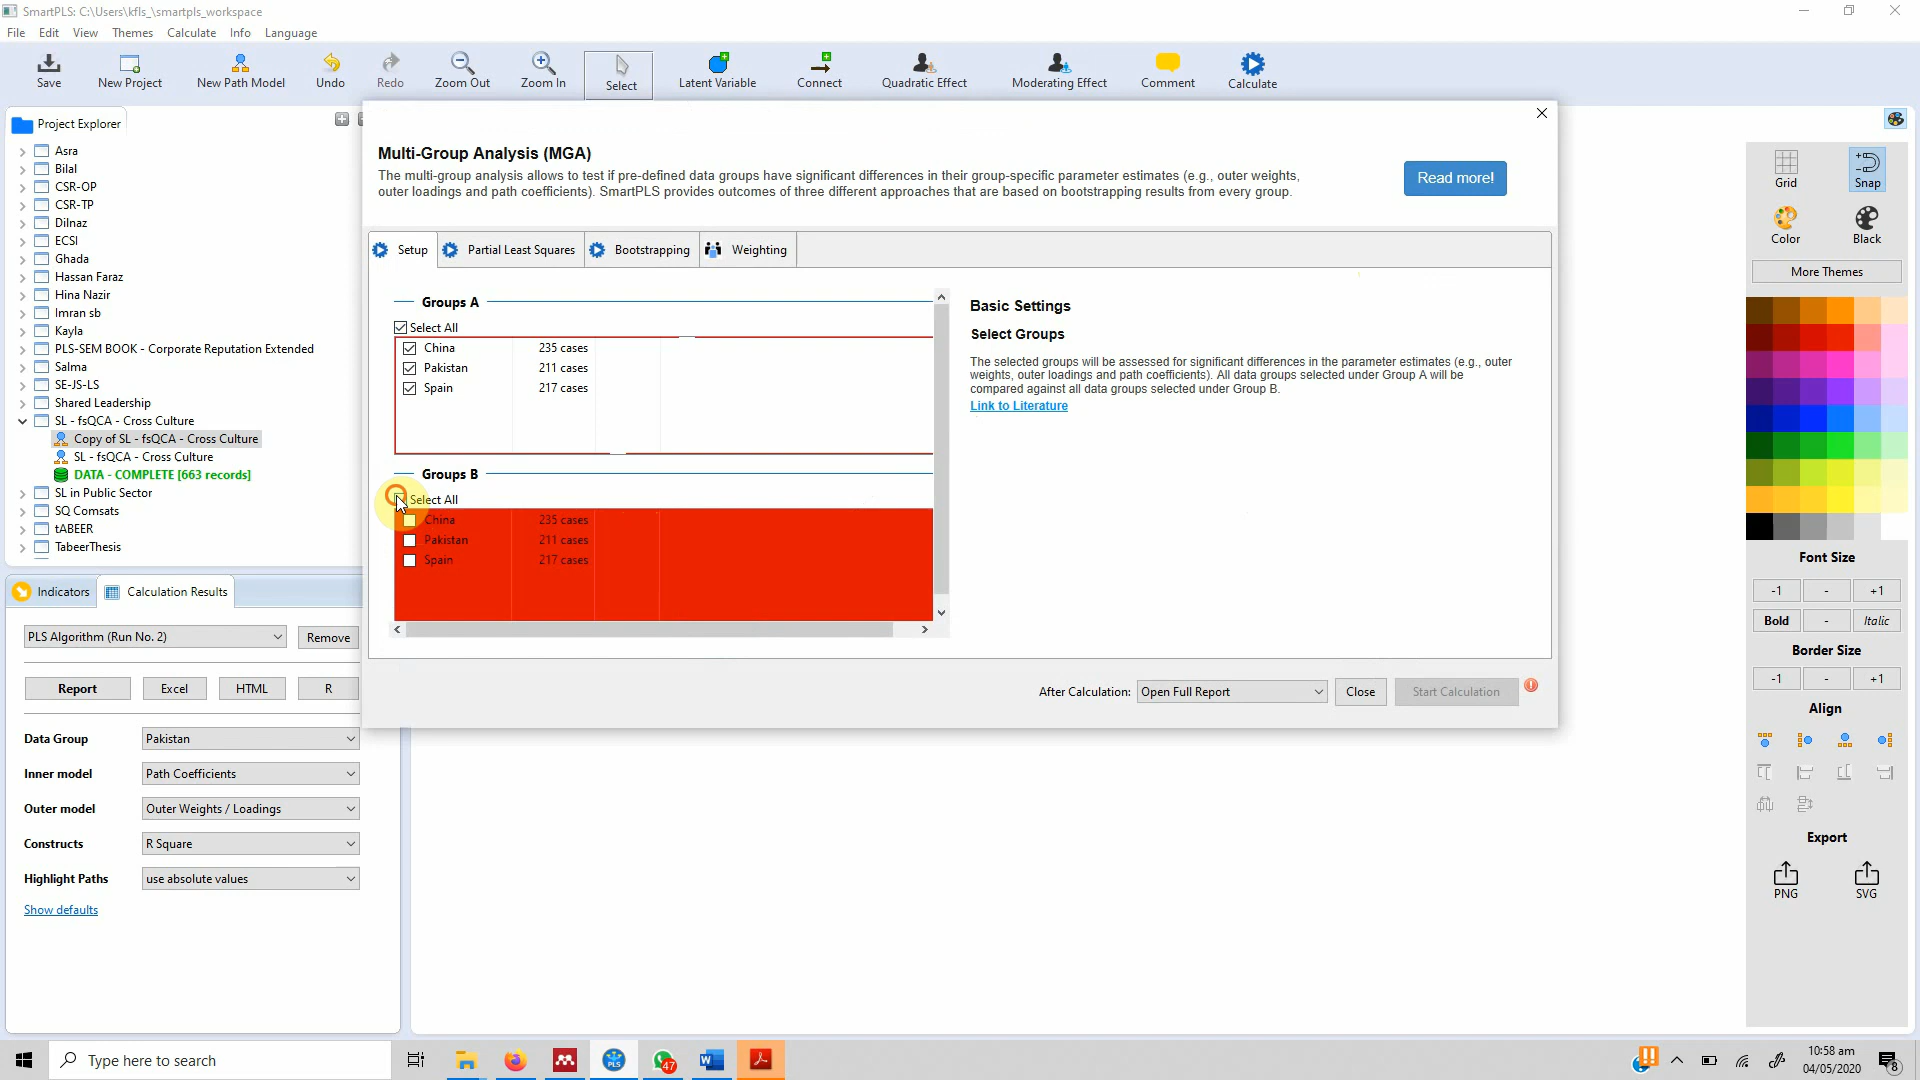 SmartPLS: C:\Users\kfls_\smartpls_workspace
File Edit View Themes Calculate Info Language
Save New Project New Path Model Undo Redo Zoom Out Zoom In Select Latent Variable Connect Quadratic Effect Moderating Effect Comment Calculate
Project Explorer
Asra
Bilal
CSR-OP
CSR-TP
Dilnaz
ECSI
Ghada
Hassan Faraz
Hina Nazir
Imran sb
Kayla
PLS-SEM BOOK - Corporate Reputation Extended
Salma
SE-JS-LS
Shared Leadership
SL - fsQCA - Cross Culture
Copy of SL - fsQCA - Cross Culture
SL - fsQCA - Cross Culture
DATA - COMPLETE [663 records]
SL in Public Sector
SQ Comsats
tABEER
TabeerThesis
Indicators Calculation Results
PLS Algorithm (Run No. 2) Remove
Report Excel HTML R
Data Group Pakistan
Inner model Path Coefficients
Outer model Outer Weights / Loadings
Constructs R Square
Highlight Paths use absolute values
Show defaults
Multi-Group Analysis (MGA)
The multi-group analysis allows to test if pre-defined data groups have significant differences in their group-specific parameter estimates (e.g., outer weights,
outer loadings and path coefficients). SmartPLS provides outcomes of three different approaches that are based on bootstrapping results from every group.
Read more!
Setup Partial Least Squares Bootstrapping Weighting
Groups A
Select All
China 235 cases
Pakistan 211 cases
Spain 217 cases
Groups B
Select All
China 235 cases
Pakistan 211 cases
Spain 217 cases
Basic Settings
Select Groups
The selected groups will be assessed for significant differences in the parameter estimates (e.g., outer
weights, outer loadings and path coefficients). All data groups selected under Group A will be
compared against all data groups selected under Group B.
Link to Literature
After Calculation: Open Full Report Close Start Calculation
Grid Snap
Color Black
More Themes
Font Size
-1 - +1
Bold - Italic
Border Size
-1 - +1
Align
Export
PNG SVG
Type here to search
PLS
47
10:58 am
04/05/2020
8